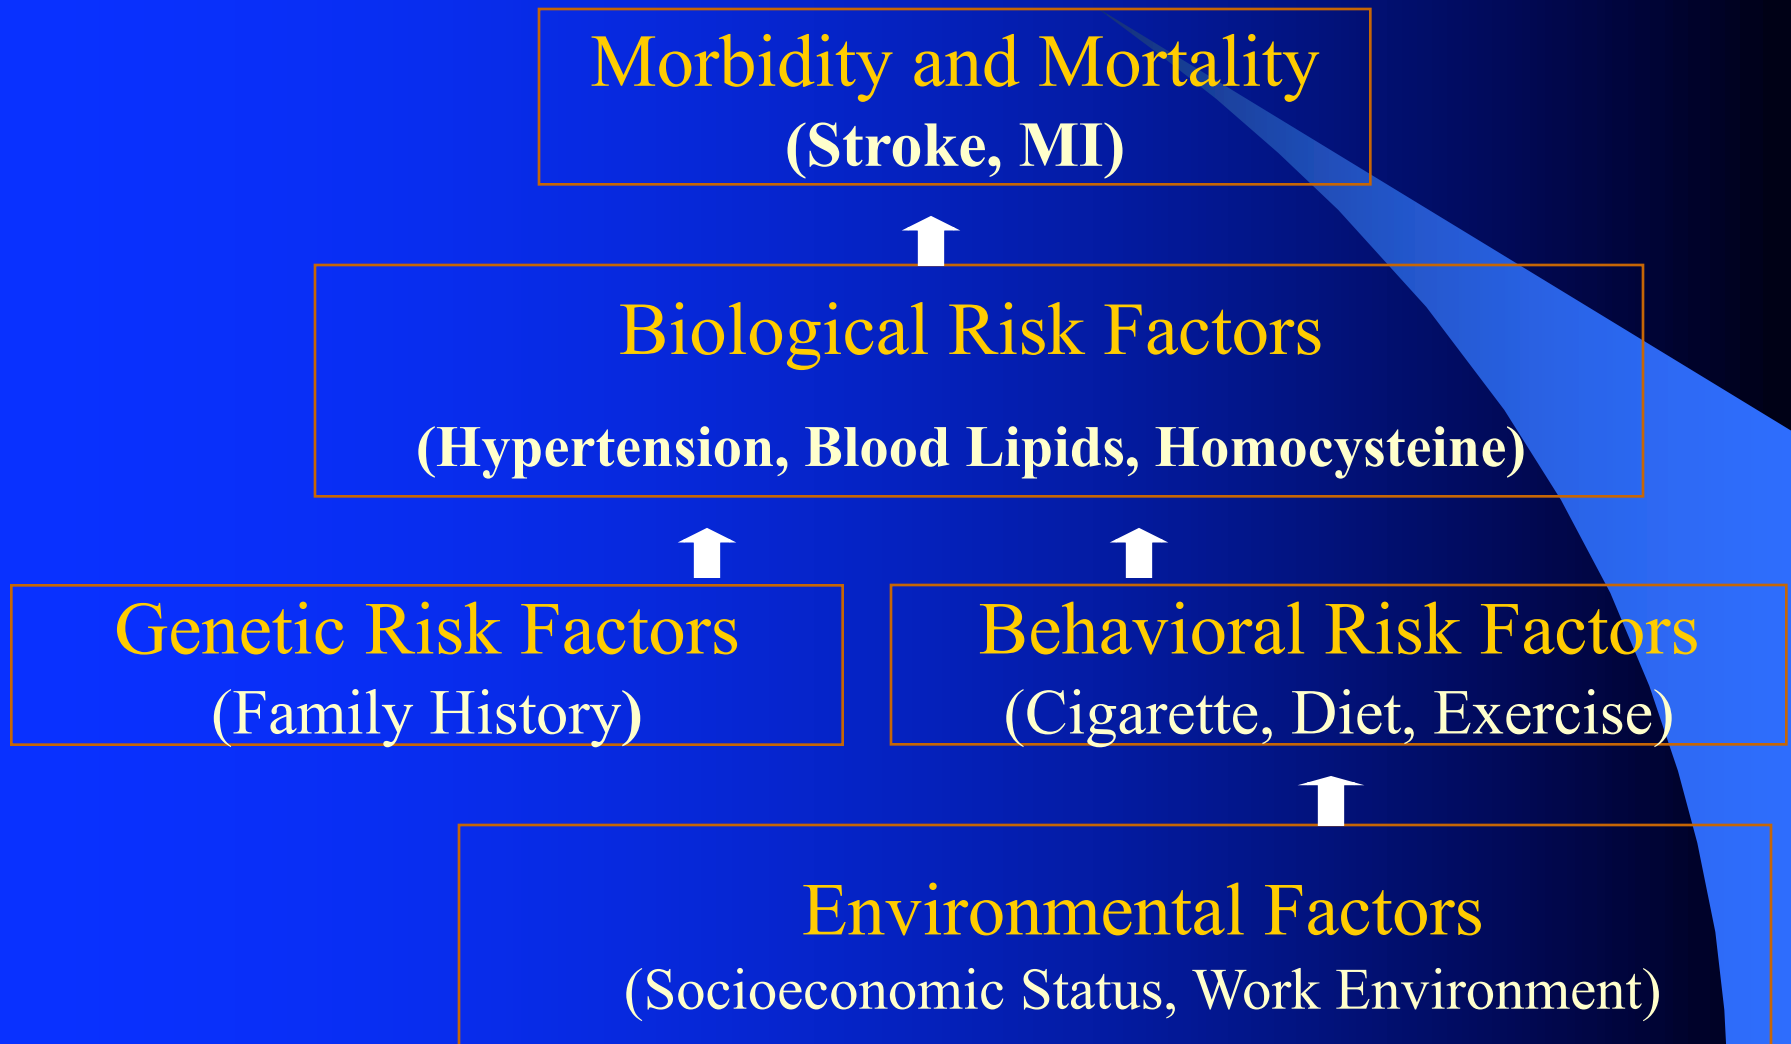 Morbidity and Mortality
(Stroke, MI)
Biological Risk Factors
(Hypertension, Blood Lipids, Homocysteine)
Genetic Risk Factors
(Family History)
Behavioral Risk Factors
(Cigarette, Diet, Exercise)
Environmental Factors
(Socioeconomic Status, Work Environment)